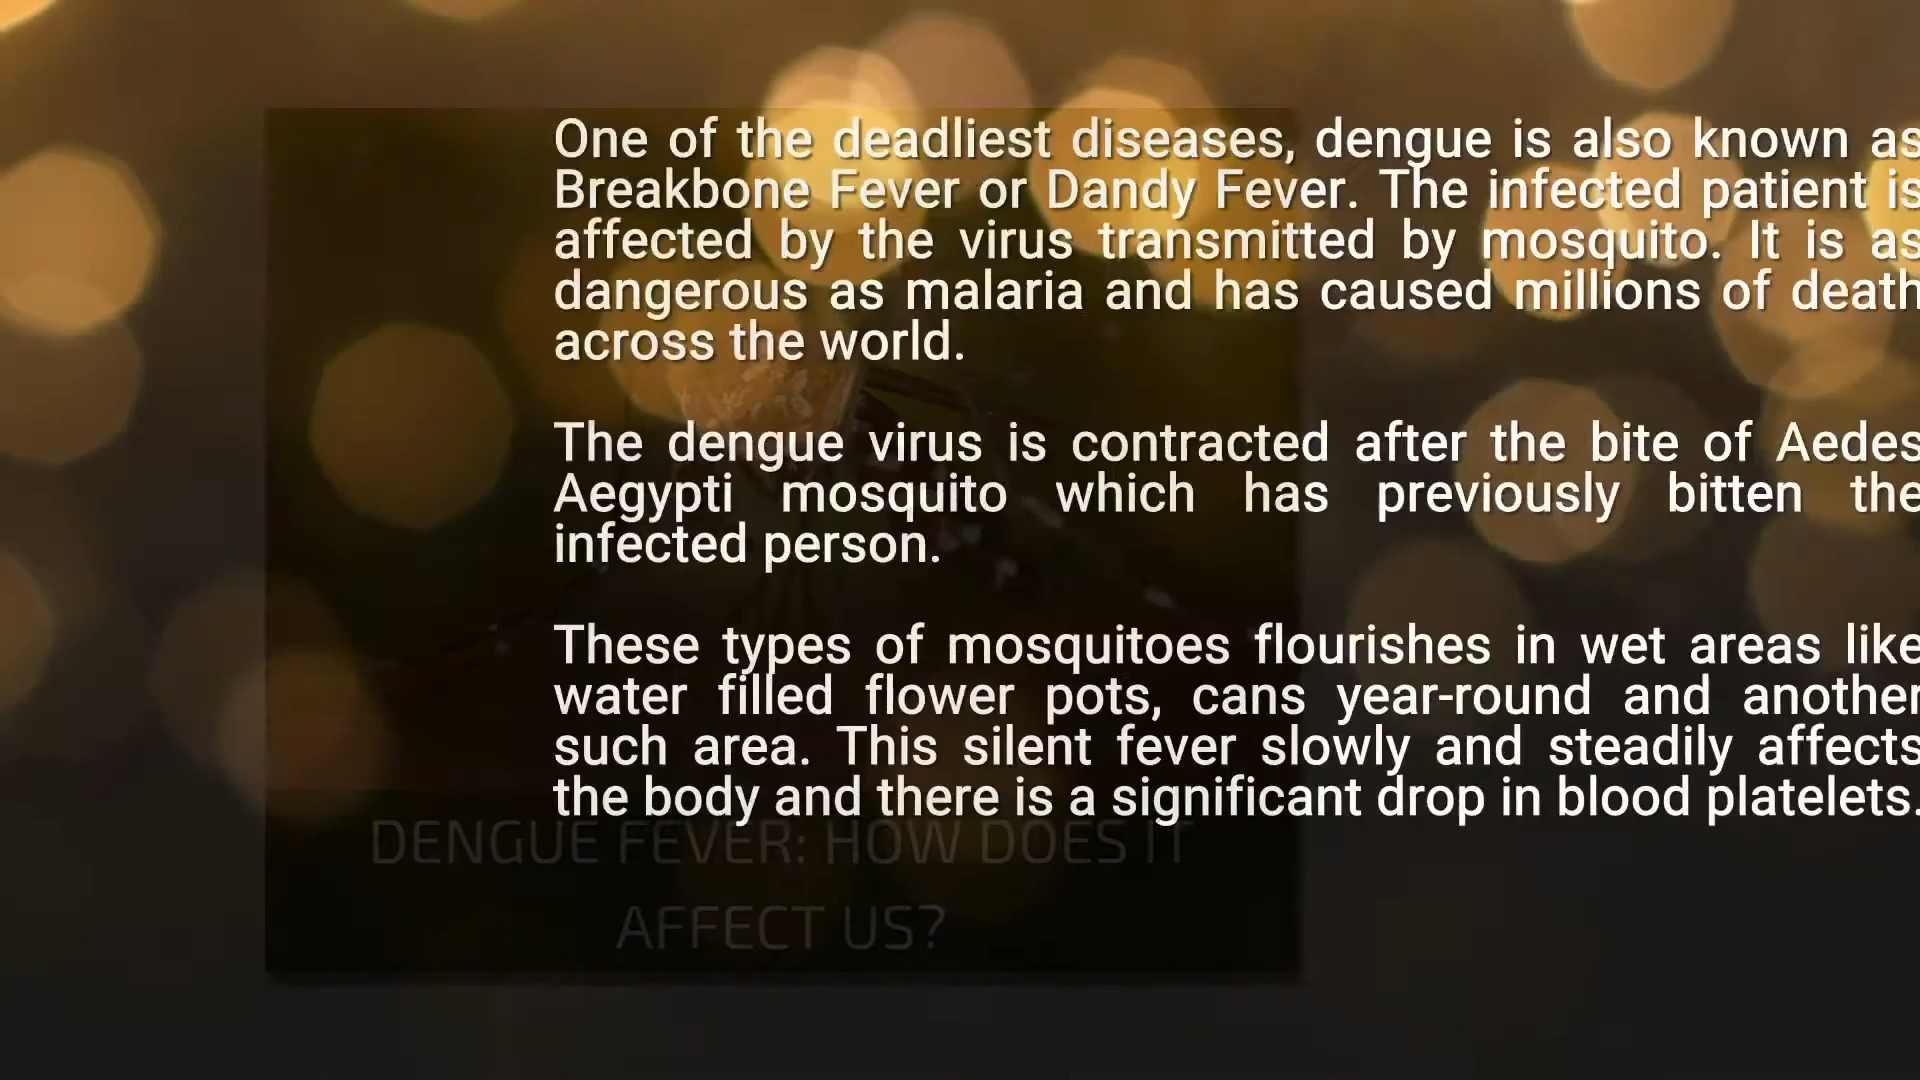 One of the deadliest diseases, dengue is also known as
Breakbone Fever or Dandy Fever. The infected patient is
affected by the virus transmitted by mosquito. It is as
dangerous as malaria and has caused millions of death
across the world.
The dengue virus is contracted after the bite of Aedes
Aegypti mosquito which has previously bitten the
infected person.
These types of mosquitoes flourishes in wet areas like
water filled flower pots, cans year-round and another
such area. This silent fever slowly and steadily affects
the body and there is a significant drop in blood platelets.
DENGUE FEVER: HOW DOES IT
AFFECT US?